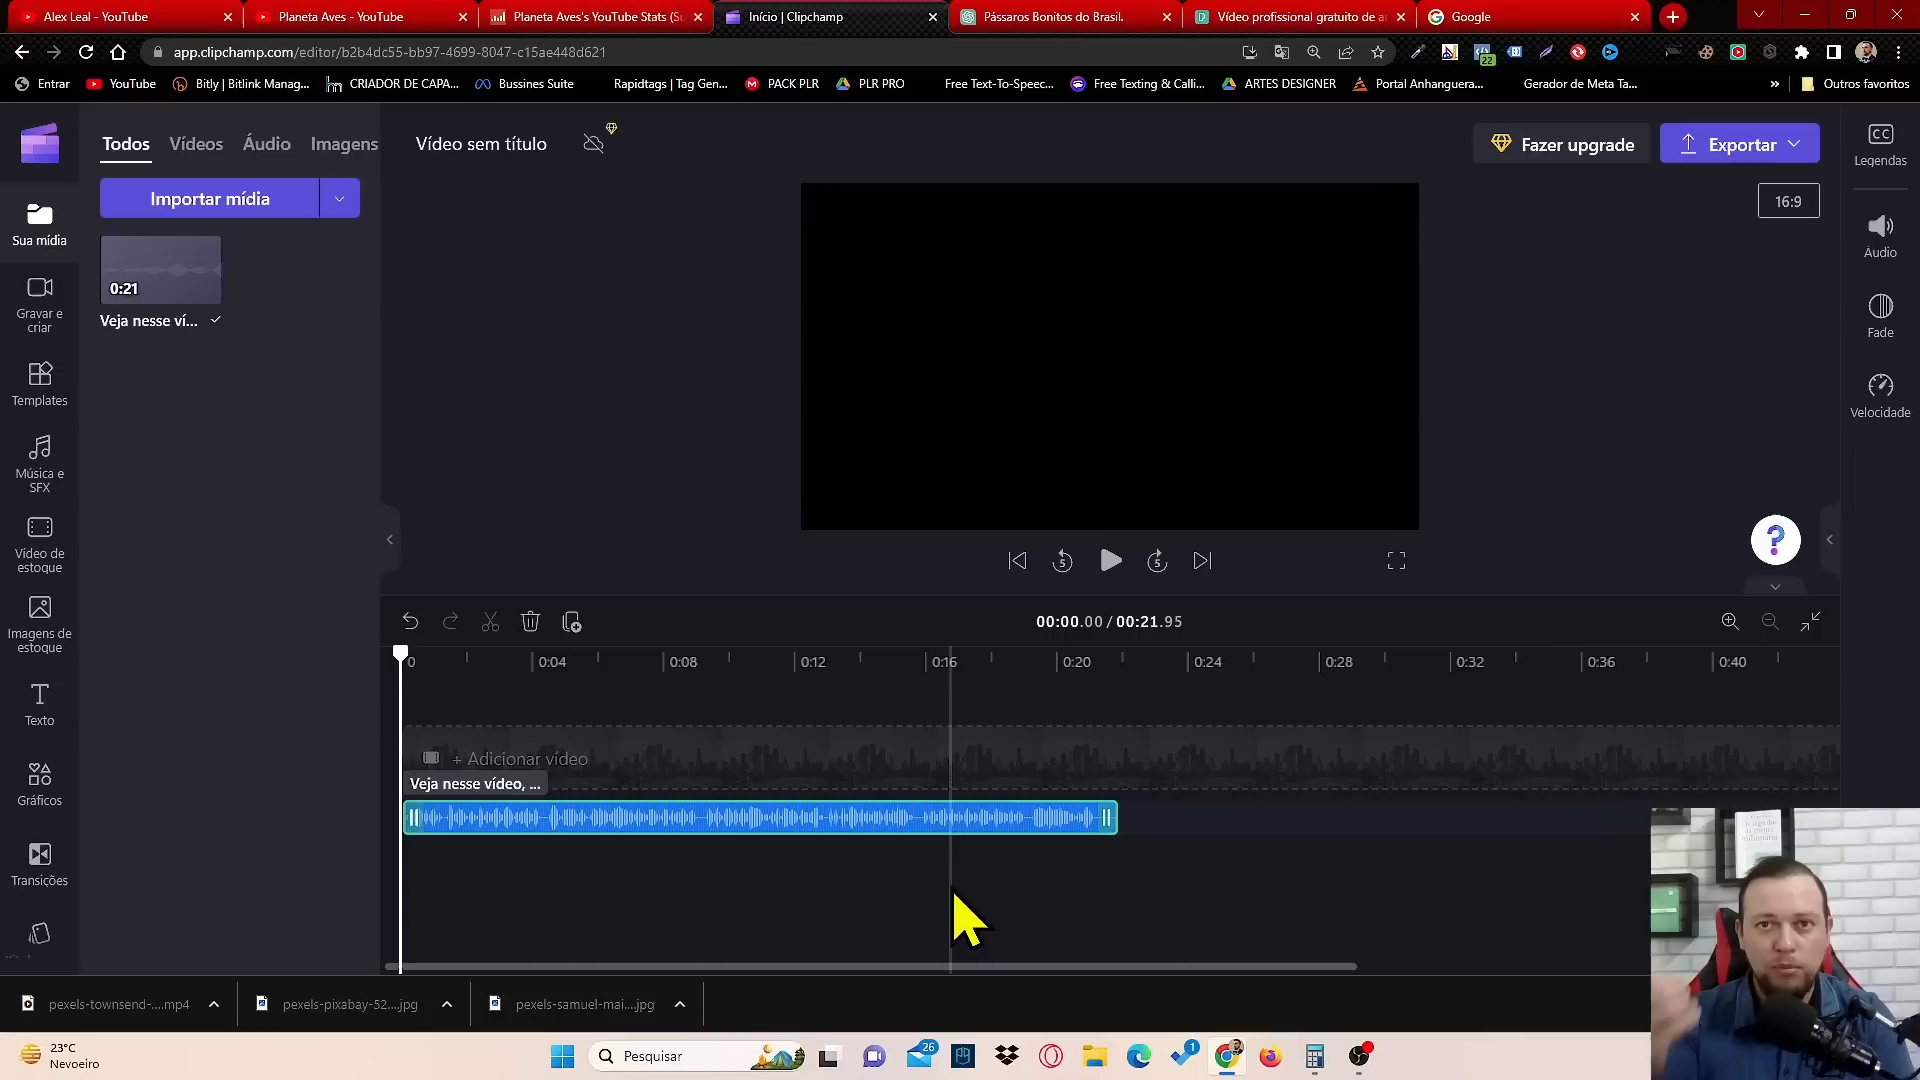 Alex Leal - YouTube
Planeta Aves - YouTube
Planeta Aves's YouTube Stats (Su
Início | Clipchamp
Pássaros Bonitos do Brasil.
Vídeo profissional gratuito de a
Google
app.clipchamp.com/editor/b2b4dc55-bb97-4699-8047-c15ae448d621
22
Entrar
YouTube
Bitly | Bitlink Manag...
CRIADOR DE CAPA...
Bussines Suite
Rapidtags | Tag Gen...
PACK PLR
PLR PRO
Free Text-To-Speec...
Free Texting & Calli...
ARTES DESIGNER
Portal Anhanguera...
Gerador de Meta Ta...
»
Outros favoritos
Todos
Vídeos
Áudio
Imagens
Vídeo sem título
Fazer upgrade
Exportar
CC
Legendas
Importar mídia
16:9
Sua mídia
0:21
Veja nesse ví...
Áudio
Gravar e
criar
Fade
Templates
Velocidade
Música e
SFX
Vídeo de
estoque
?
5
5
Imagens de
estoque
00:00.00 / 00:21.95
0
0:04
0:08
0:12
0:16
0:20
0:24
0:28
0:32
0:36
0:40
Texto
+ Adicionar vídeo
Veja nesse vídeo, ...
Gráficos
Transições
pexels-townsend-....mp4
pexels-pixabay-52....jpg
pexels-samuel-mai....jpg
23°C
Nevoeiro
Pesquisar
26
1